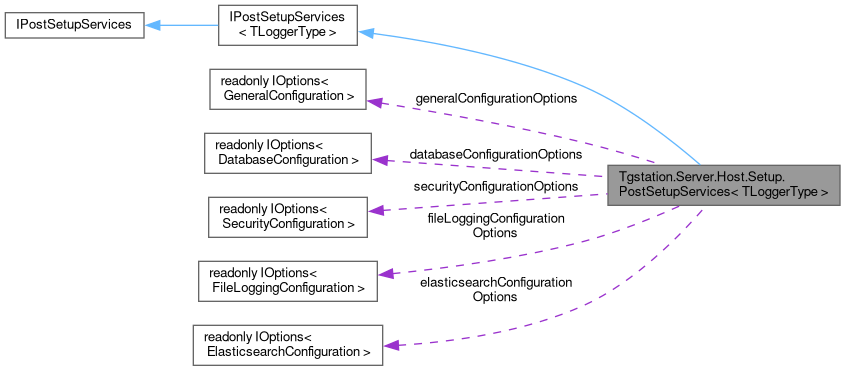 IPostSetupServices
IPostSetupServices
< TLoggerType >
readonly IOptions<
GeneralConfiguration >
generalConfigurationOptions
readonly IOptions<
DatabaseConfiguration >
databaseConfigurationOptions
Tgstation.Server.Host.Setup.
PostSetupServices< TLoggerType >
securityConfigurationOptions
readonly IOptions<
SecurityConfiguration >
fileLoggingConfiguration
Options
readonly IOptions<
FileLoggingConfiguration >
elasticsearchConfiguration
Options
readonly IOptions<
ElasticsearchConfiguration >